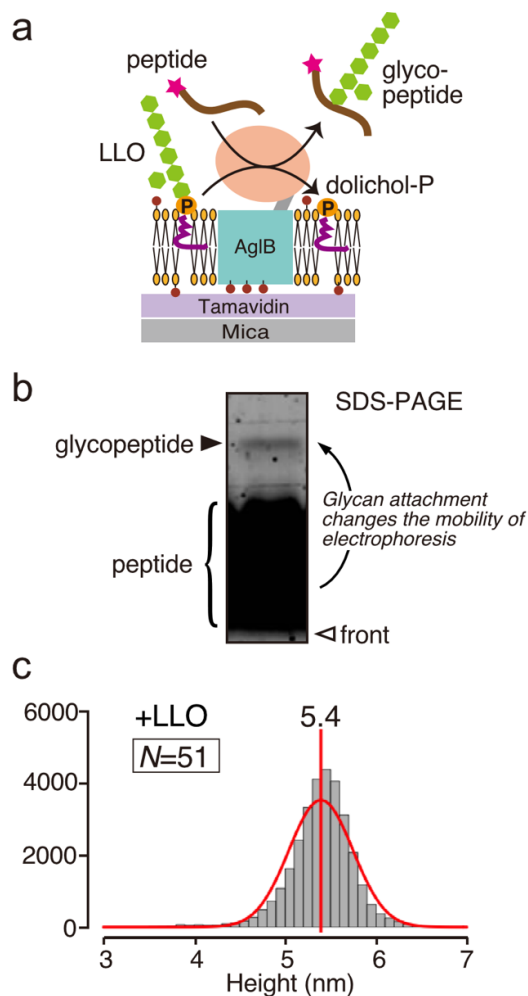 a
peptide
glyco-
peptide
LLO
dolichol-P
P
P
AglB
Tamavidin
Mica
b
SDS-PAGE
glycopeptide
Glycan attachment
changes the mobility of
electrophoresis
peptide
front
c
6000
+LLO
5.4
N=51
4000
2000
0
3
4
5
6
7
Height (nm)